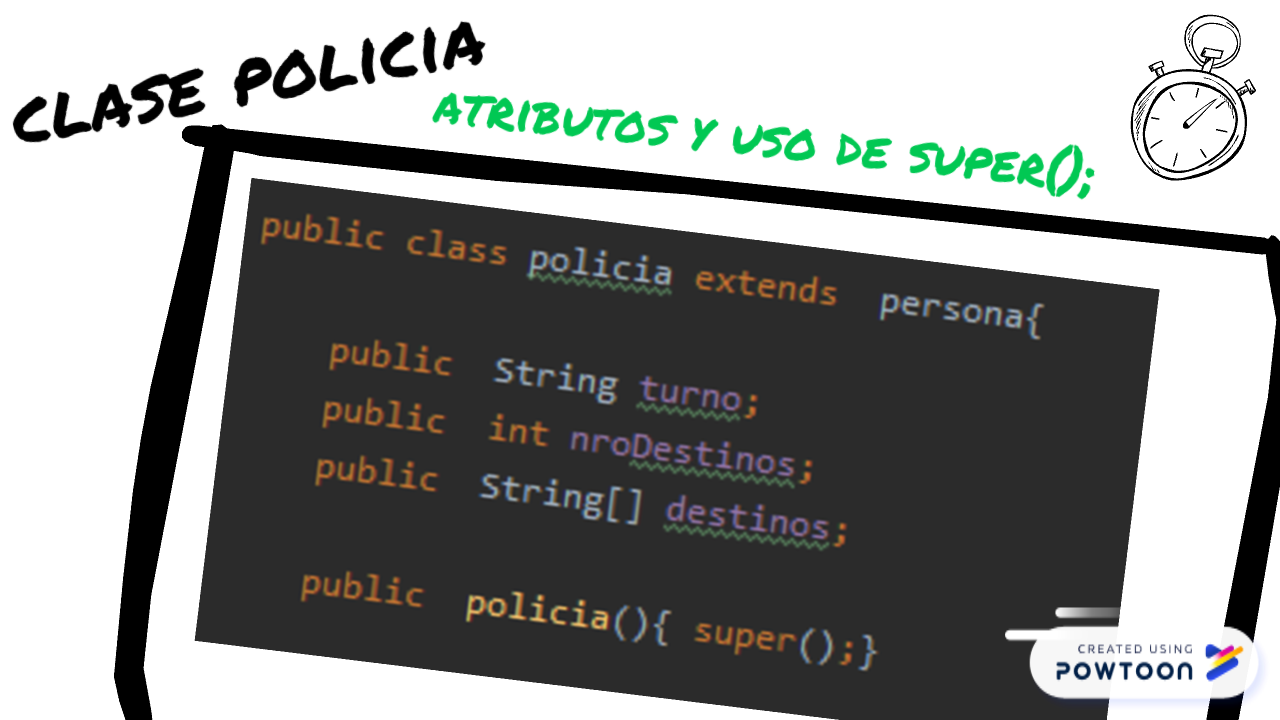 CLASE POLICIA
ATRIBUTOS Y USO DE SUPER();
public class policia extends persona{
public String turno;
public int nroDestinos;
public String[] destinos;
public policia(){ super();}
CREATED USING
POWTOON